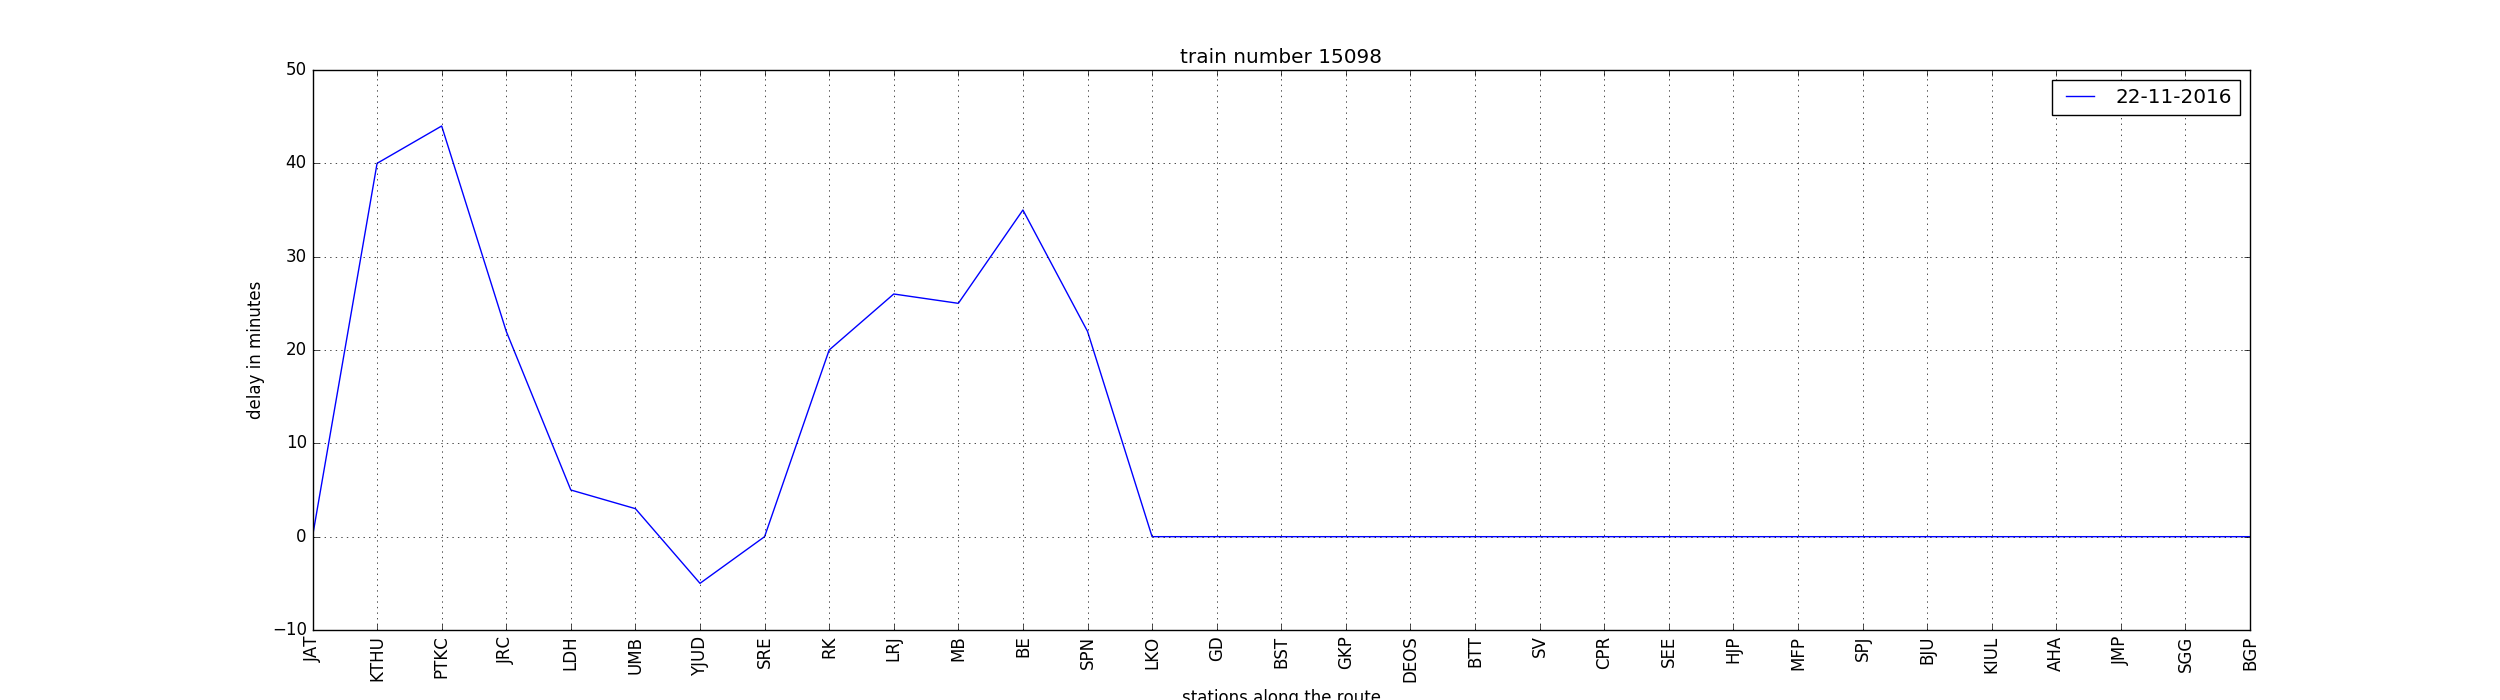 train number 15098
22-11-2016
50
40
30
20
10
0
−10
delay in minutes
JAT
KTHU
PTKC
JRC
LDH
UMB
YJUD
SRE
RK
LRJ
MB
BE
SPN
LKO
GD
BST
GKP
DEOS
BTT
SV
CPR
SEE
HJP
MFP
SPJ
BJU
KIUL
AHA
JMP
SGG
BGP
stations along the route